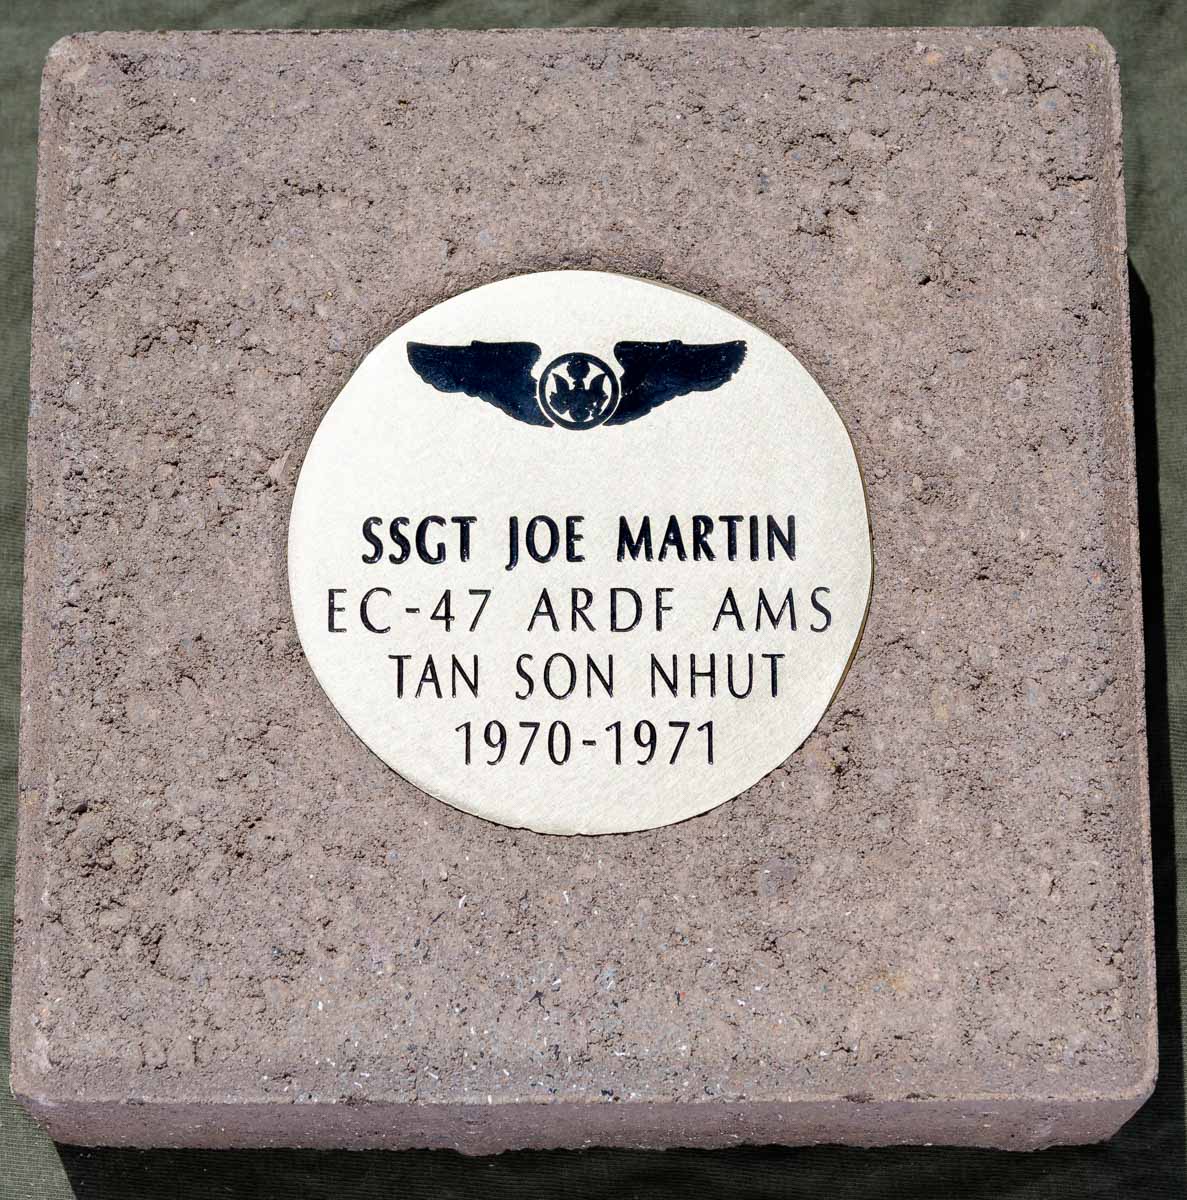 SSGT JOE MARTIN
EC-47 ARDF AMS
TAN SON NHUT
1970-1971